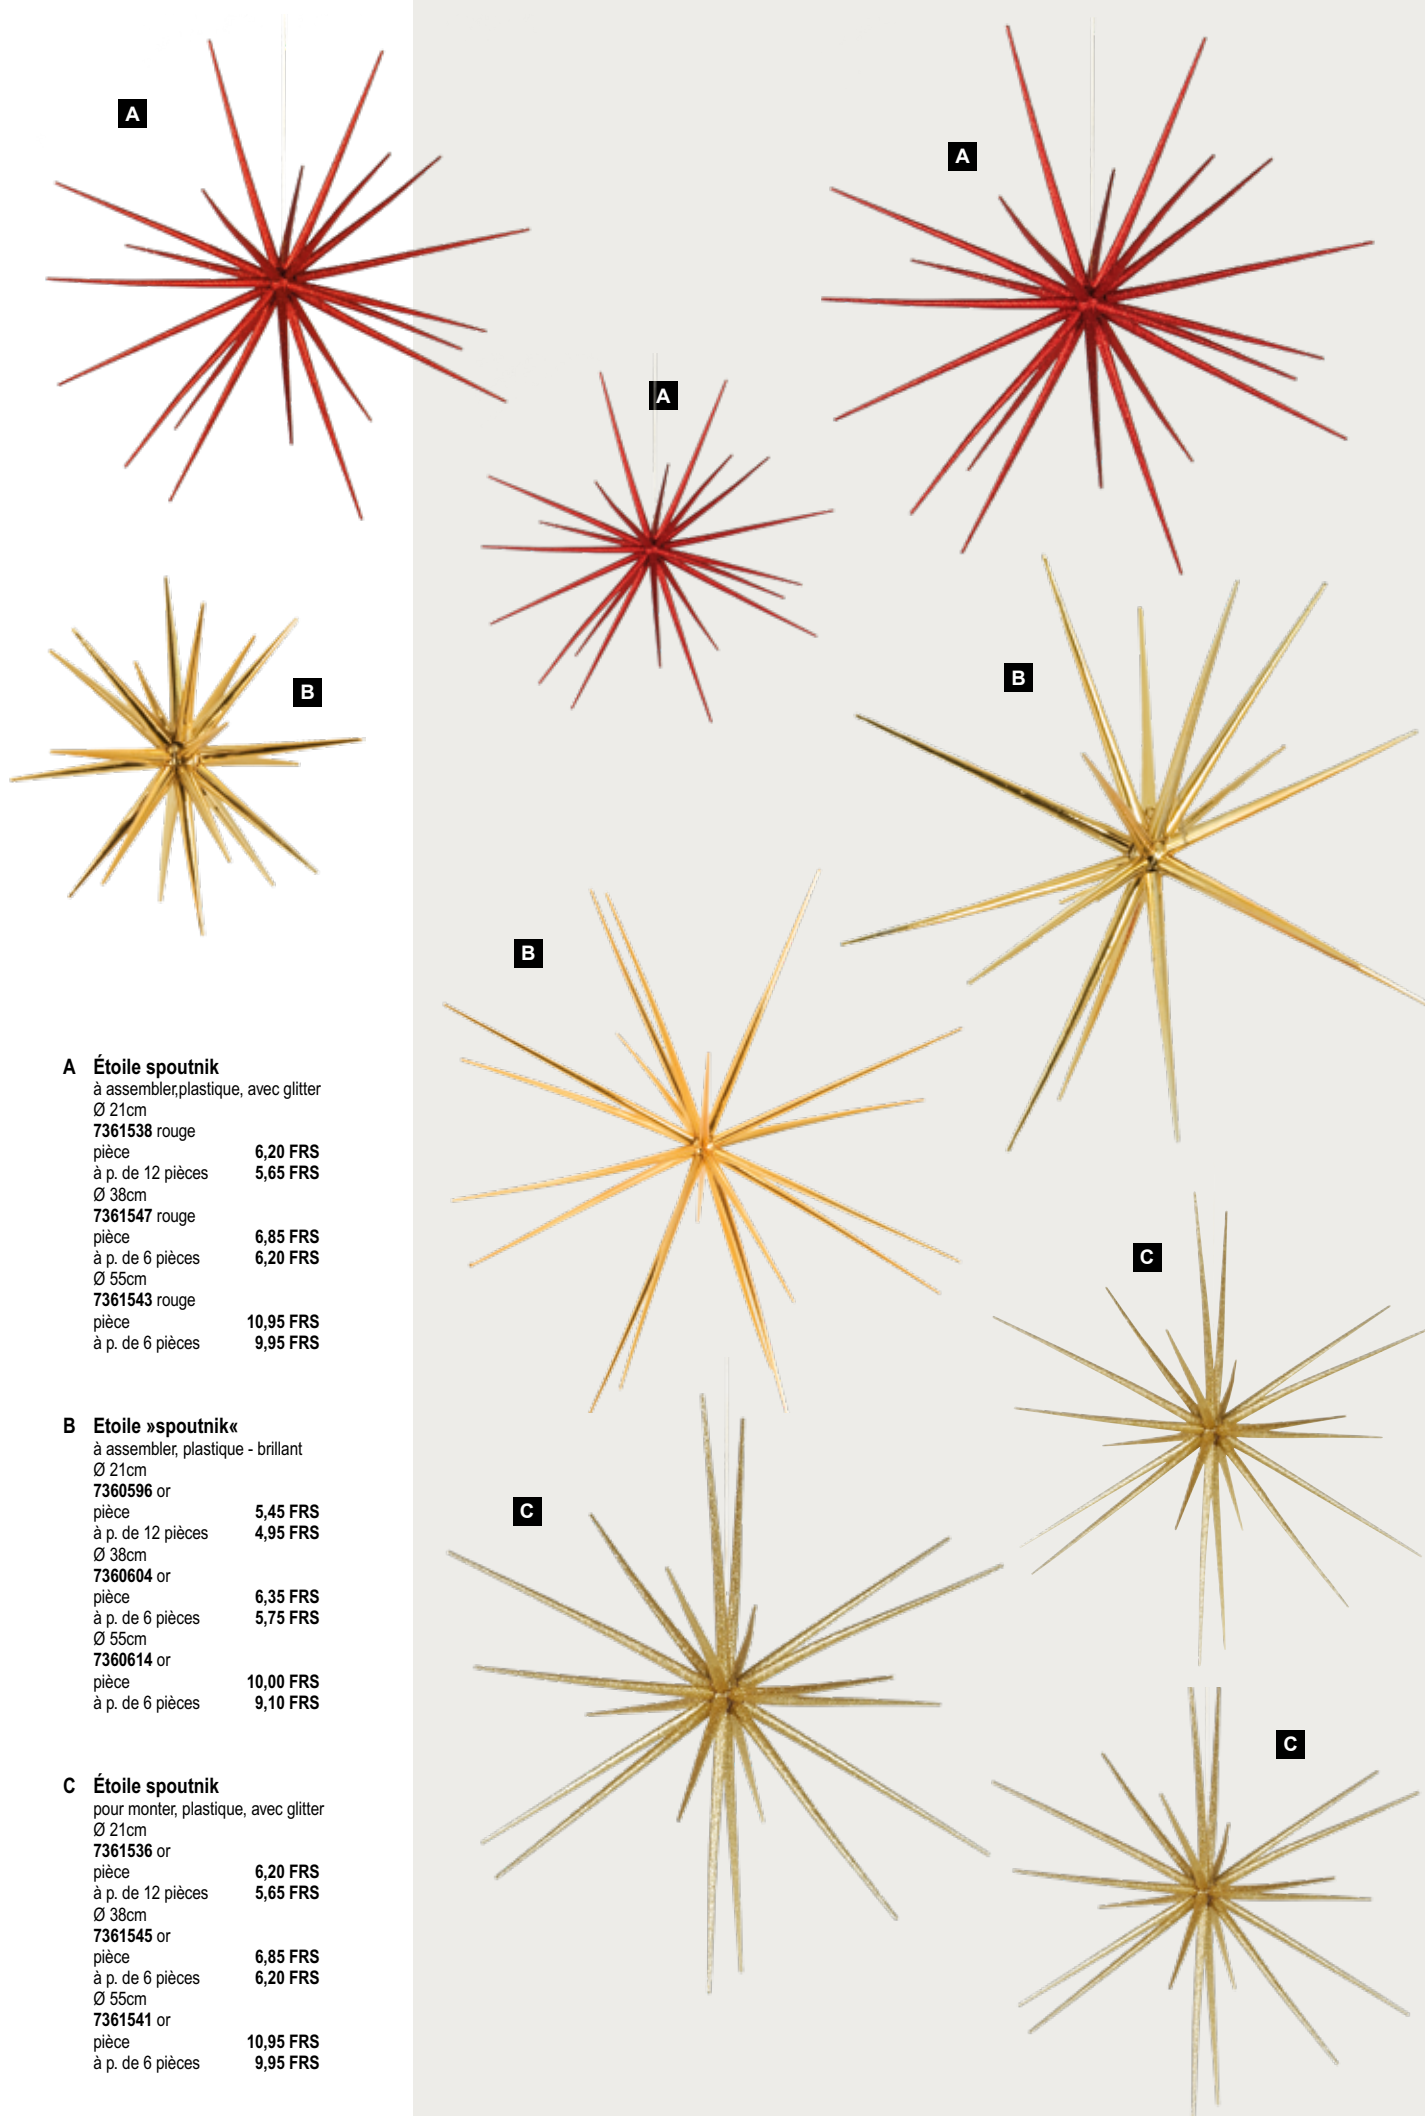 A
A
A
B
B
B
A Étoile spoutnik
à assembler,plastique, avec glitter
Ø 21cm
7361538 rouge
pièce 6,20 FRS
à p. de 12 pièces 5,65 FRS
Ø 38cm
7361547 rouge
pièce 6,85 FRS
à p. de 6 pièces 6,20 FRS
Ø 55cm
7361543 rouge
pièce 10,95 FRS
à p. de 6 pièces 9,95 FRS
B Etoile »spoutnik«
à assembler, plastique - brillant
Ø 21cm
7360596 or
pièce 5,45 FRS
à p. de 12 pièces 4,95 FRS
Ø 38cm
7360604 or
pièce 6,35 FRS
à p. de 6 pièces 5,75 FRS
Ø 55cm
7360614 or
pièce 10,00 FRS
à p. de 6 pièces 9,10 FRS
C Étoile spoutnik
pour monter, plastique, avec glitter
Ø 21cm
7361536 or
pièce 6,20 FRS
à p. de 12 pièces 5,65 FRS
Ø 38cm
7361545 or
pièce 6,85 FRS
à p. de 6 pièces 6,20 FRS
Ø 55cm
7361541 or
pièce 10,95 FRS
à p. de 6 pièces 9,95 FRS
C
C
C